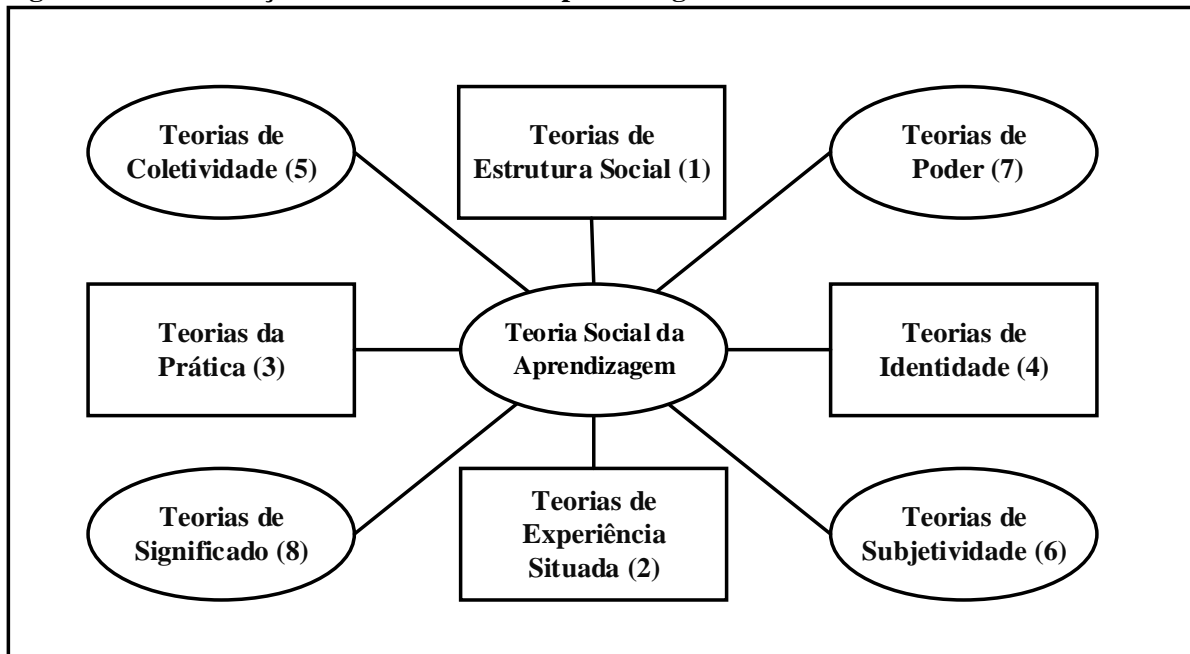 Teorias de
Coletividade (5)
Teorias de
Estrutura Social (1)
Teorias de
Poder (7)
Teorias da
Prática (3)
Teoria Social da
Aprendizagem
Teorias de
Identidade (4)
Teorias de
Significado (8)
Teorias de
Experiência
Situada (2)
Teorias de
Subjetividade (6)